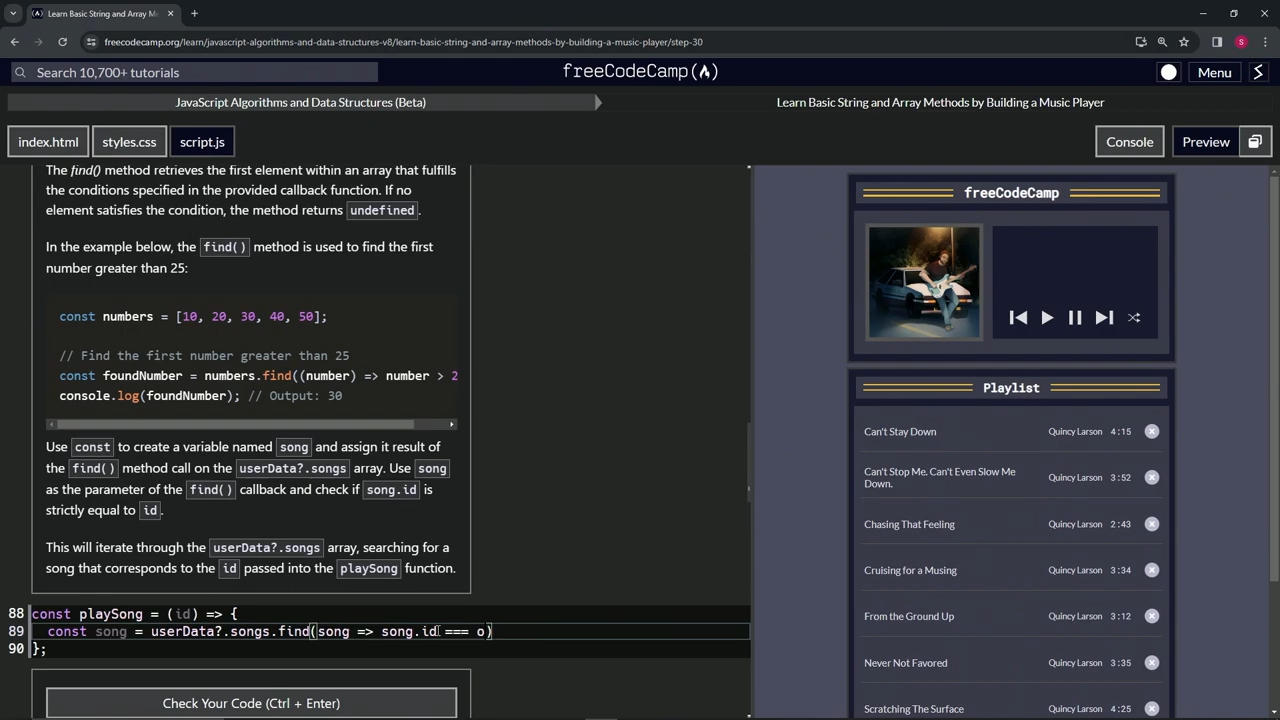 Learn Basic String and Array Me
freecodecamp.org/learn/javascript-algorithms-and-data-structures-v8/learn-basic-string-and-array-methods-by-building-a-music-player/step-30
S
Search 10,700+ tutorials
freeCodeCamp
Menu
JavaScript Algorithms and Data Structures (Beta)
Learn Basic String and Array Methods by Building a Music Player
index.html
styles.css
script.js
Console
Preview
The find() method retrieves the first element within an array that fulfills
the conditions specified in the provided callback function. If no
element satisfies the condition, the method returns undefined.
In the example below, the find() method is used to find the first
number greater than 25:
const numbers = [10, 20, 30, 40, 50];
// Find the first number greater than 25
const foundNumber = numbers.find((number) => number > 2
console.log(foundNumber); // Output: 30
Use const to create a variable named song and assign it result of
the find() method call on the userData?.songs array. Use song
as the parameter of the find() callback and check if song.id is
strictly equal to id.
This will iterate through the userData?.songs array, searching for a
song that corresponds to the id passed into the playSong function.
88 const playSong = (id) => {
89 const song = userData?.songs.find(song => song.id === o)
90 };
Check Your Code (Ctrl + Enter)
freeCodeCamp
Playlist
Can't Stay Down Quincy Larson 4:15
Can't Stop Me. Can't Even Slow Me
Down. Quincy Larson 3:52
Chasing That Feeling Quincy Larson 2:43
Cruising for a Musing Quincy Larson 3:34
From the Ground Up Quincy Larson 3:12
Never Not Favored Quincy Larson 3:35
Scratching The Surface Quincy Larson 4:25